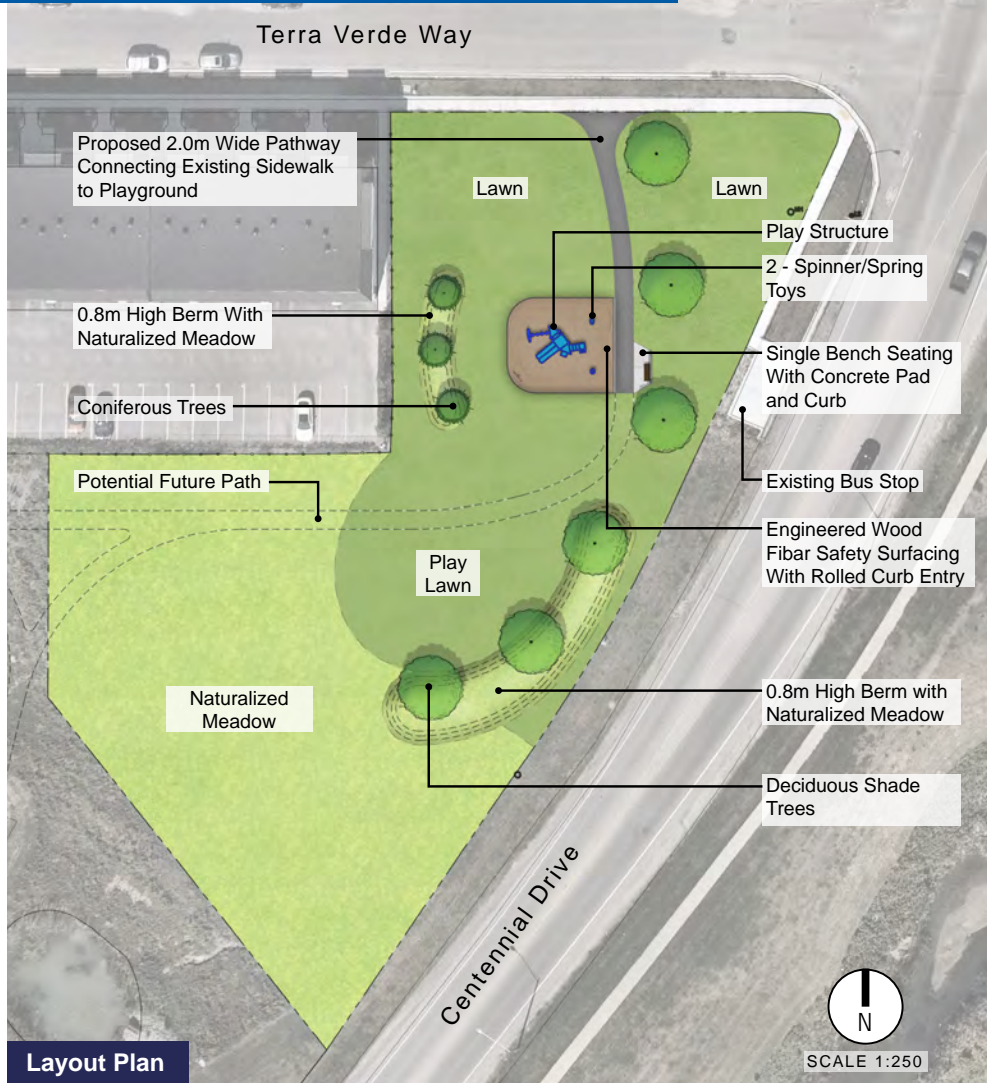 Terra Verde Way
Proposed 2.0m Wide Pathway
Connecting Existing Sidewalk
to Playground
Lawn
Lawn
Play Structure
2 - Spinner/Spring
Toys
0.8m High Berm With
Naturalized Meadow
Single Bench Seating
With Concrete Pad
and Curb
Coniferous Trees
Potential Future Path
Existing Bus Stop
Engineered Wood
Fibar Safety Surfacing
With Rolled Curb Entry
Play
Lawn
Naturalized
Meadow
0.8m High Berm with
Naturalized Meadow
Deciduous Shade
Trees
Centennial Drive
N
SCALE 1:250
Layout Plan